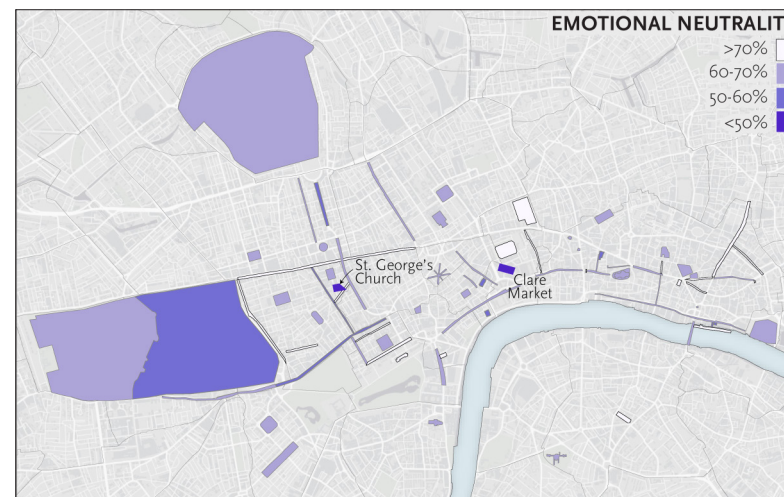 EMOTIONAL NEUTRALIT
>70%
60-70%
50-60%
<50%
St. George's
Church
Clare
Market